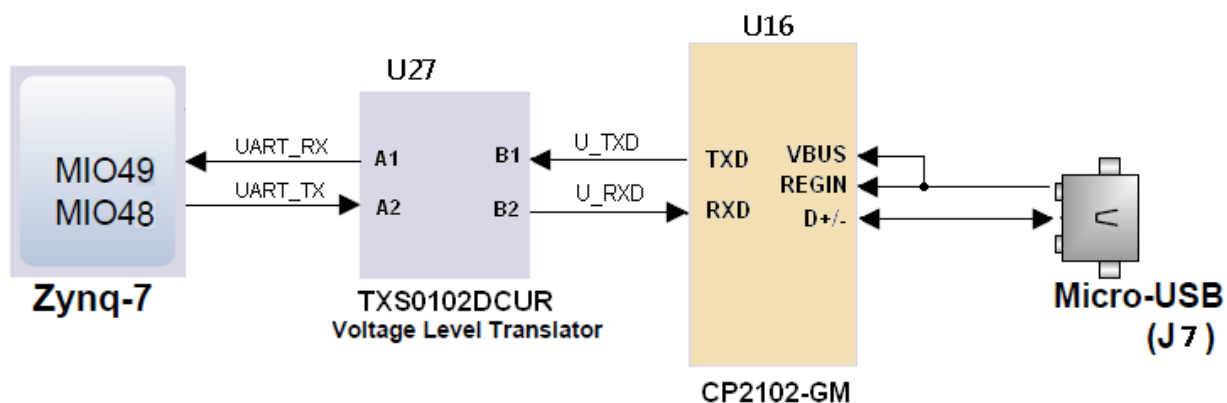 U16
U27
MIO49
MIO48
Zynq-7
UART_RX
UART_TX
A1
A2
B1
B2
TXS0102DCUR
Voltage Level Translator
U_TXD
U_RXD
TXD
RXD
VBUS
REGIN
D+/-
CP2102-GM
Micro-USB
(J7)